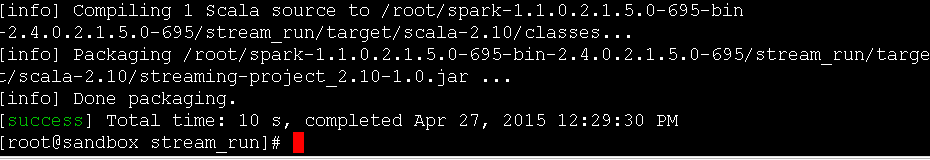 [info] Compiling 1 Scala source to /root/spark-1.1.0.2.1.5.0-695-bin
-2.4.0.2.1.5.0-695/stream_run/target/scala-2.10/classes...
[info] Packaging /root/spark-1.1.0.2.1.5.0-695-bin-2.4.0.2.1.5.0-695/stream_run/targe
t/scala-2.10/streaming-project_2.10-1.0.jar ...
[info] Done packaging.
[success] Total time: 10 s, completed Apr 27, 2015 12:29:30 PM
[root@sandbox stream_run]#